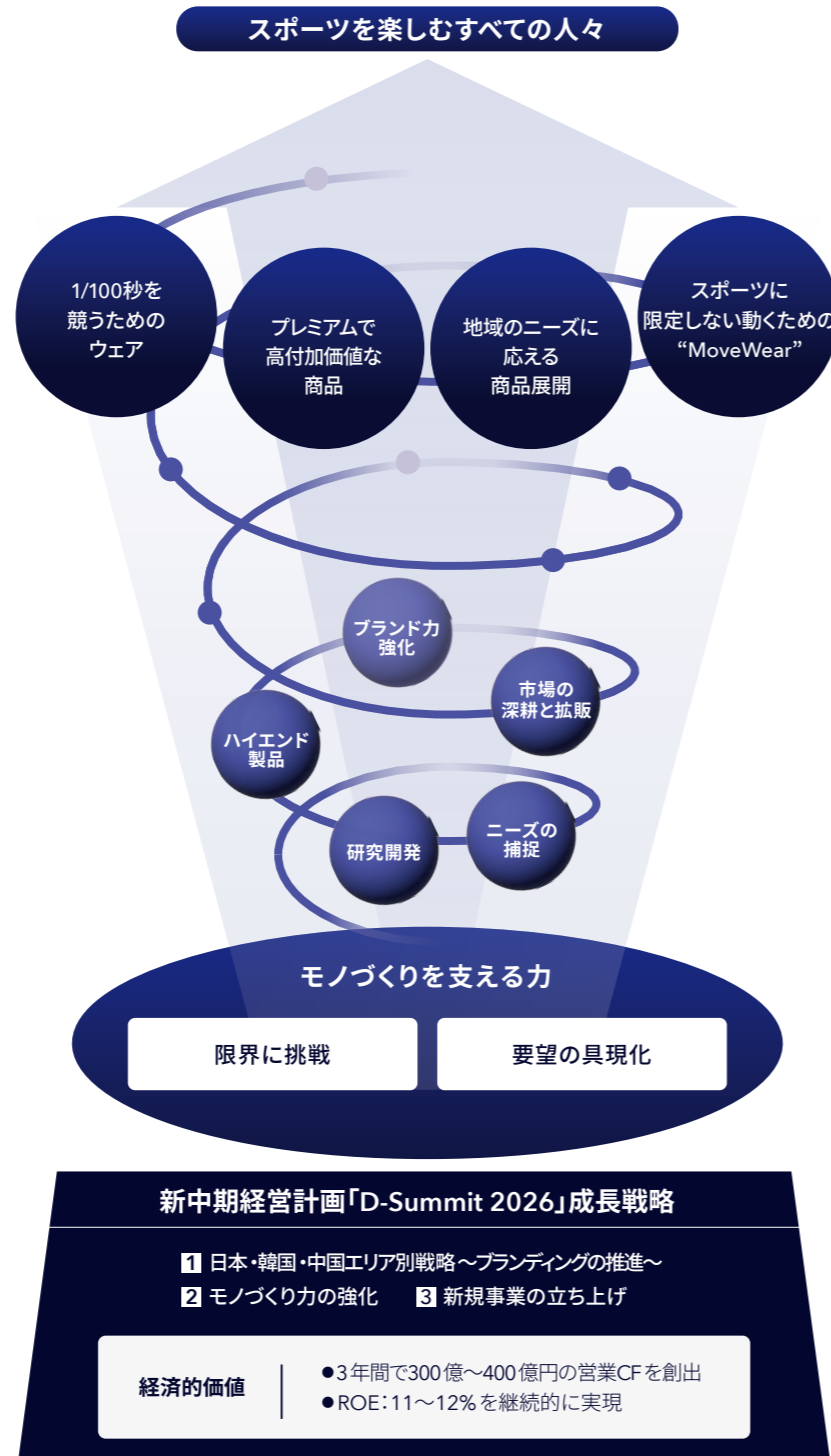 スポーツを楽しむすべての人々
1/100秒を
競うための
ウェア
プレミアムで
高付加価値な
商品
地域のニーズに
応える
商品展開
スポーツに
限定しない動くための
“MoveWear”
ブランド力
強化
市場の
深耕と拡販
ハイエンド
製品
研究開発
ニーズの
捕捉
モノづくりを支える力
限界に挑戦
要望の具現化
新中期経営計画「D-Summit 2026」成長戦略
1 日本・韓国・中国エリア別戦略〜ブランディングの推進〜
2 モノづくり力の強化 3 新規事業の立ち上げ
経済的価値
●3年間で300億〜400億円の営業CFを創出
●ROE：11〜12%を継続的に実現